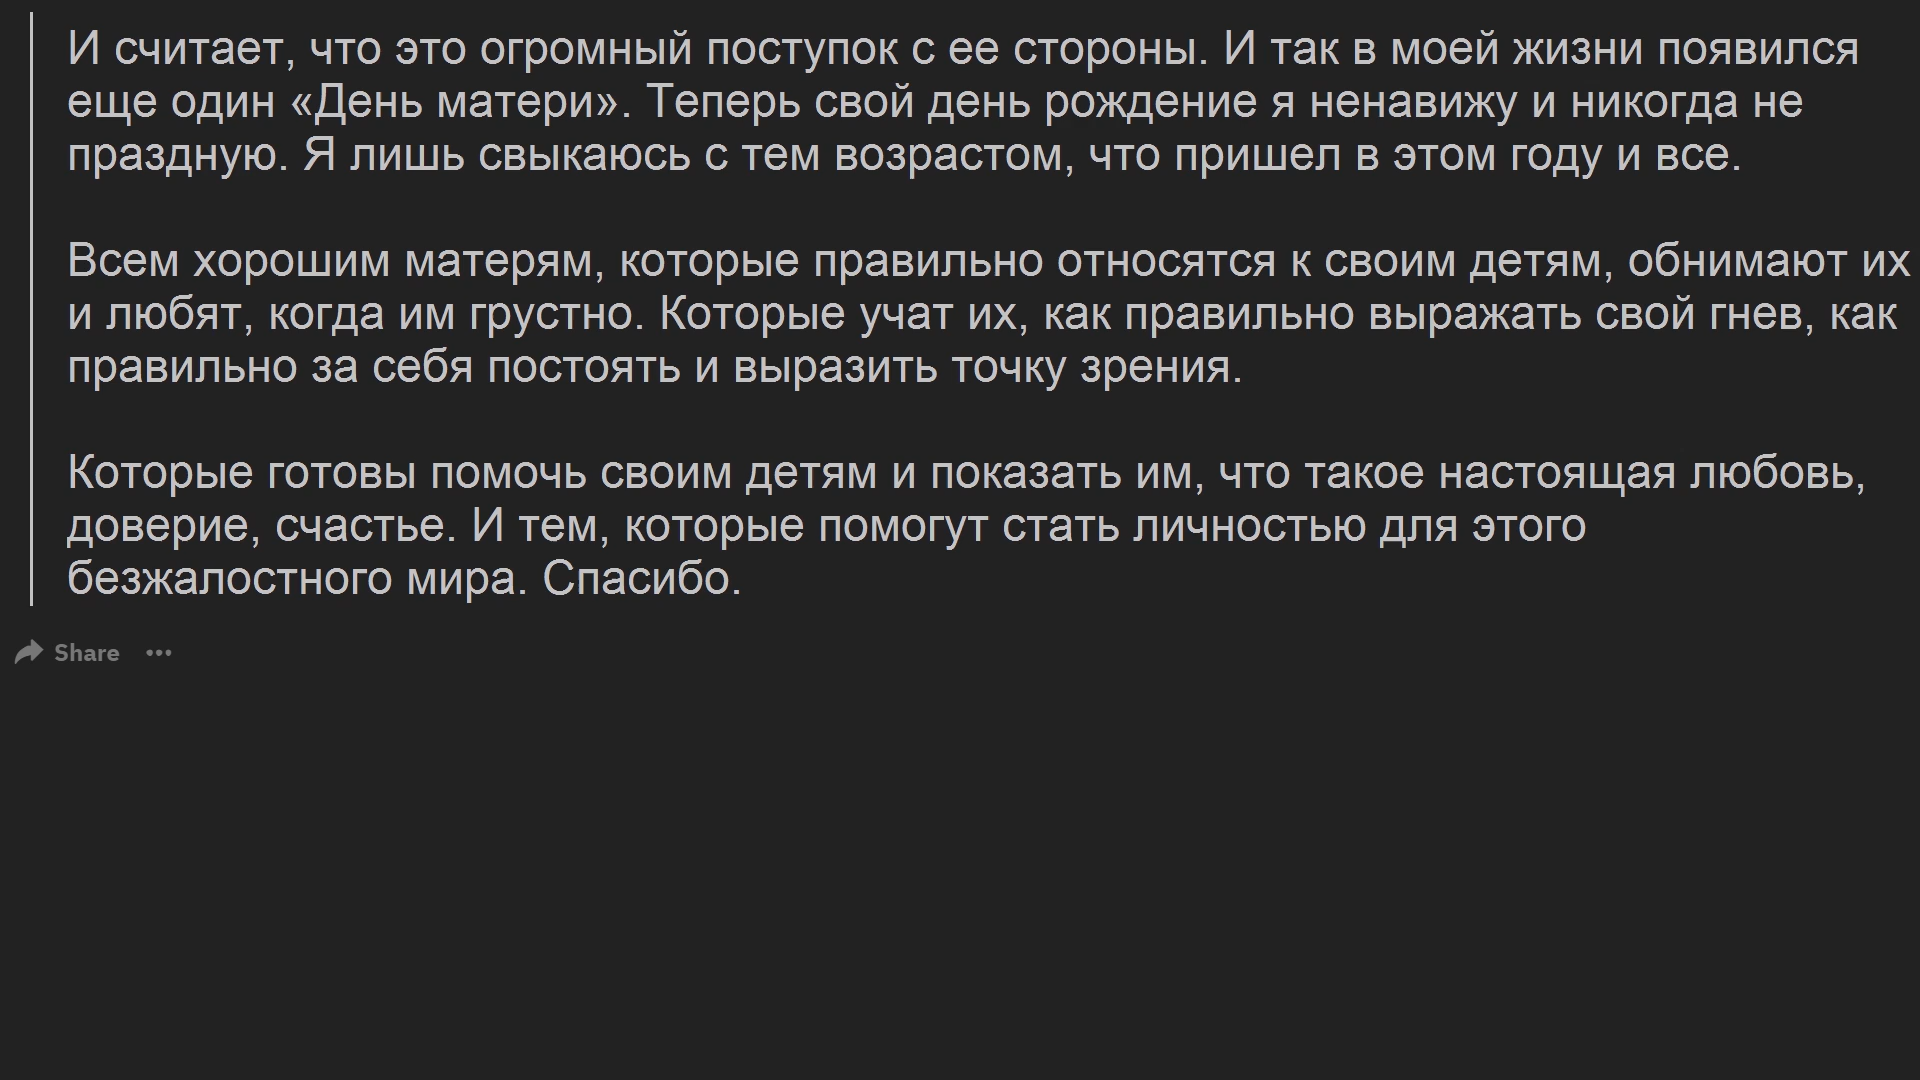 И считает, что это огромный поступок с ее стороны. И так в моей жизни появился
еще один «День матери». Теперь свой день рождение я ненавижу и никогда не
праздную. Я лишь свыкаюсь с тем возрастом, что пришел в этом году и все.
Всем хорошим матерям, которые правильно относятся к своим детям, обнимают их
и любят, когда им грустно. Которые учат их, как правильно выражать свой гнев, как
правильно за себя постоять и выразить точку зрения.
Которые готовы помочь своим детям и показать им, что такое настоящая любовь,
доверие, счастье. И тем, которые помогут стать личностью для этого
безжалостного мира. Спасибо.
Share •••